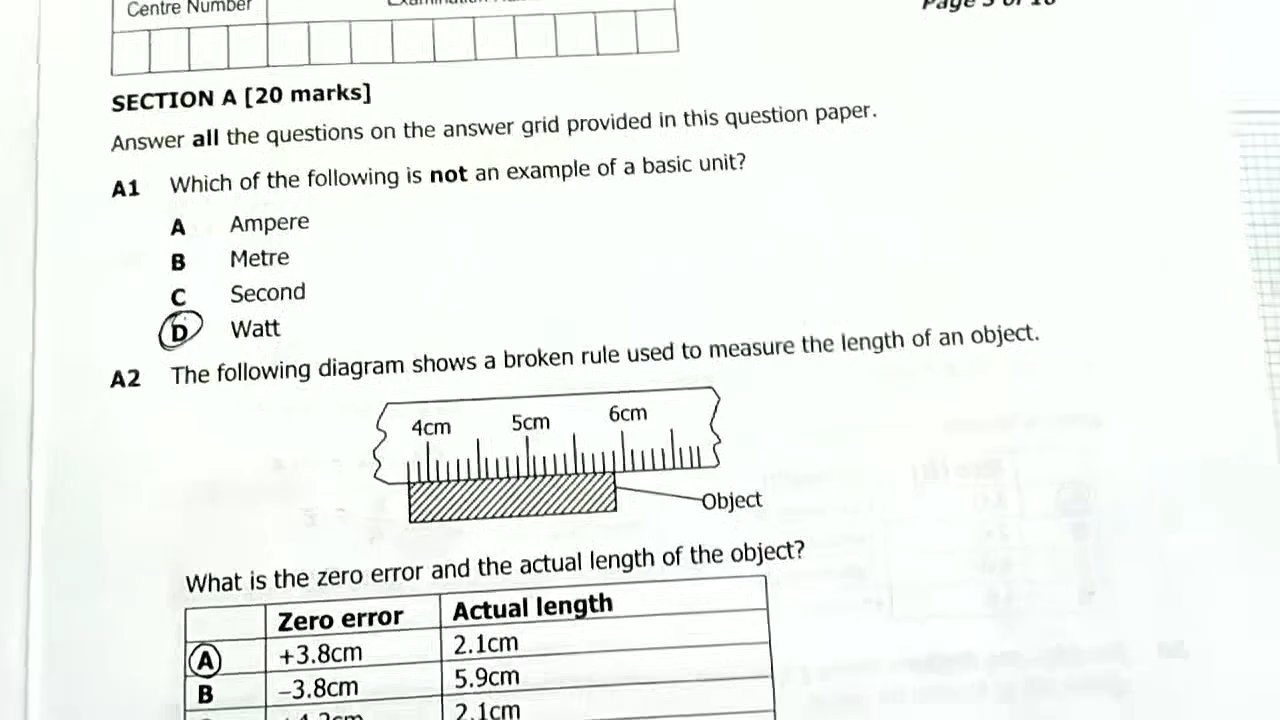 Centre Number
Page 3 of 16
SECTION A [20 marks]
Answer all the questions on the answer grid provided in this question paper.
A1 Which of the following is not an example of a basic unit?
A Ampere
B Metre
C Second
D Watt
A2 The following diagram shows a broken rule used to measure the length of an object.
4cm 5cm 6cm
Object
What is the zero error and the actual length of the object?
Zero error Actual length
A +3.8cm 2.1cm
B –3.8cm 5.9cm
2.1cm